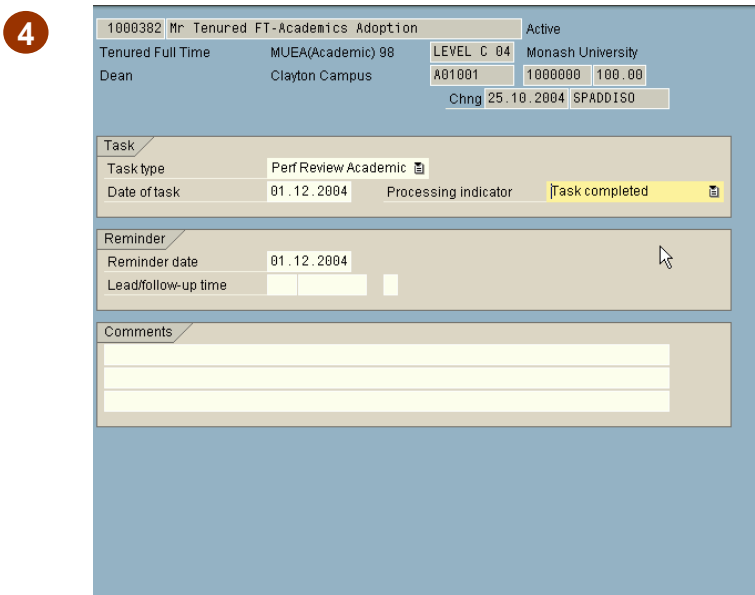 4
1000382 Mr Tenured FT-Academics Adoption Active
Tenured Full Time MUEA(Academic) 98 LEVEL C 04 Monash University
Dean Clayton Campus A01001 1000000 100.00
Chng 25.10.2004 SPADDISO
Task
Task type Perf Review Academic
Date of task 01.12.2004 Processing indicator Task completed
Reminder
Reminder date 01.12.2004
Lead/follow-up time
Comments